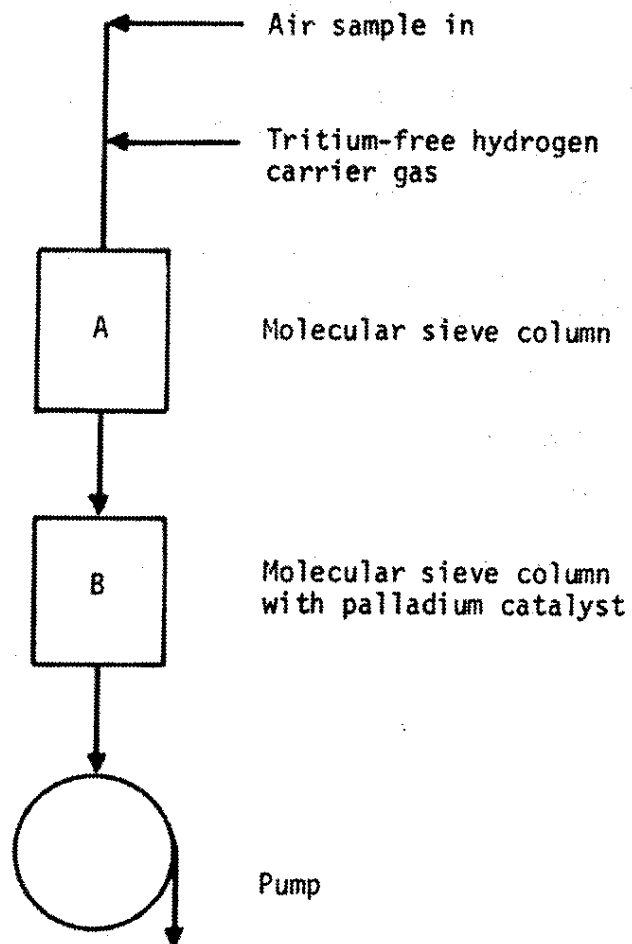 Air sample in
Tritium-free hydrogen
carrier gas
A
Molecular sieve column
B
Molecular sieve column
with palladium catalyst
Pump